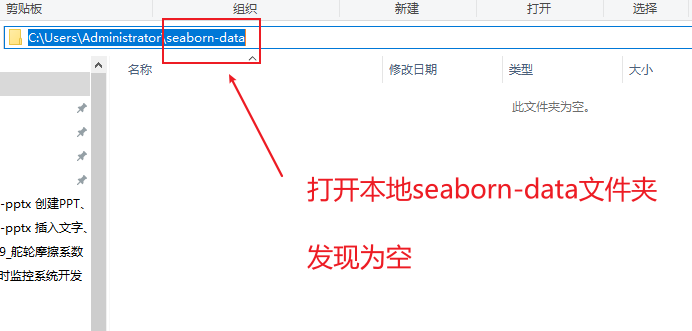 剪贴板 组织 新建 打开 选择
C:\Users\Administrator\seaborn-data
名称 修改日期 类型 大小
此文件夹为空。
打开本地seaborn-data文件夹
发现为空
-pptx 创建PPT、
-pptx 插入文字、
9_舵轮摩擦系数
时监控系统开发